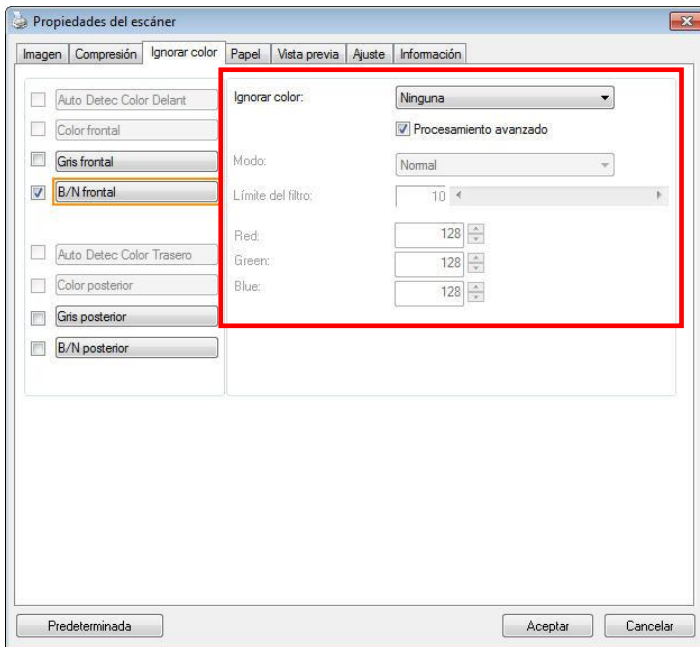 Propiedades del escáner
Imagen Compresión Ignorar color Papel Vista previa Ajuste Información
Auto Detec Color Delant
Color frontal
Gris frontal
B/N frontal
Auto Detec Color Trasero
Color posterior
Gris posterior
B/N posterior
Ignorar color: Ninguna
Procesamiento avanzado
Modo: Normal
Límite del filtro: 10
Red: 128
Green: 128
Blue: 128
Predeterminada Aceptar Cancelar